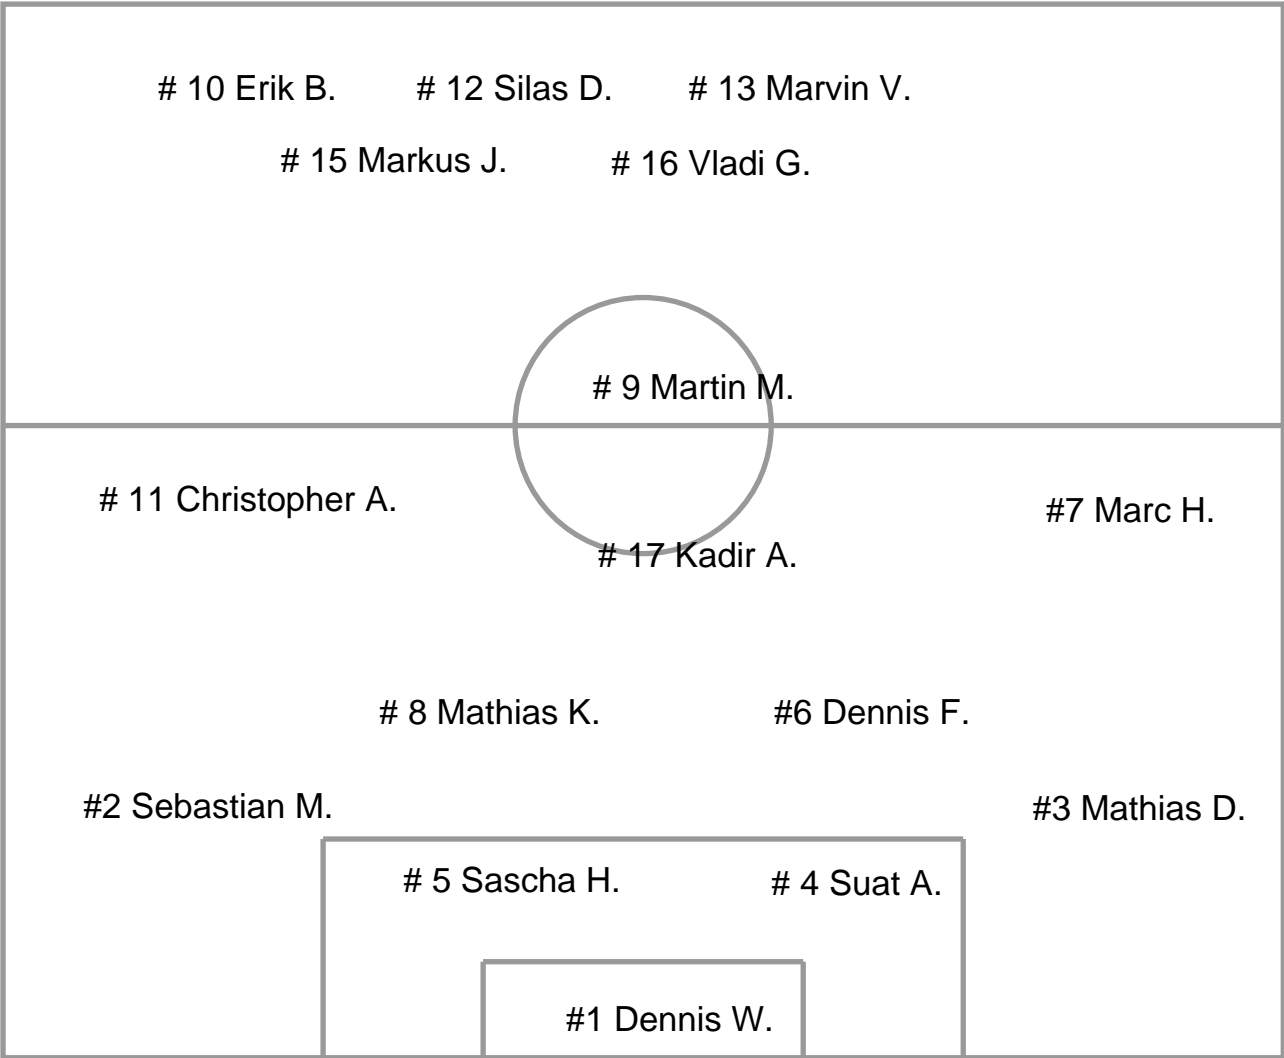 # 10 Erik B.
# 12 Silas D.
# 13 Marvin V.
# 15 Markus J.
# 16 Vladi G.
# 9 Martin M.
# 11 Christopher A.
#7 Marc H.
# 17 Kadir A.
# 8 Mathias K.
#6 Dennis F.
#2 Sebastian M.
#3 Mathias D.
# 5 Sascha H.
# 4 Suat A.
#1 Dennis W.